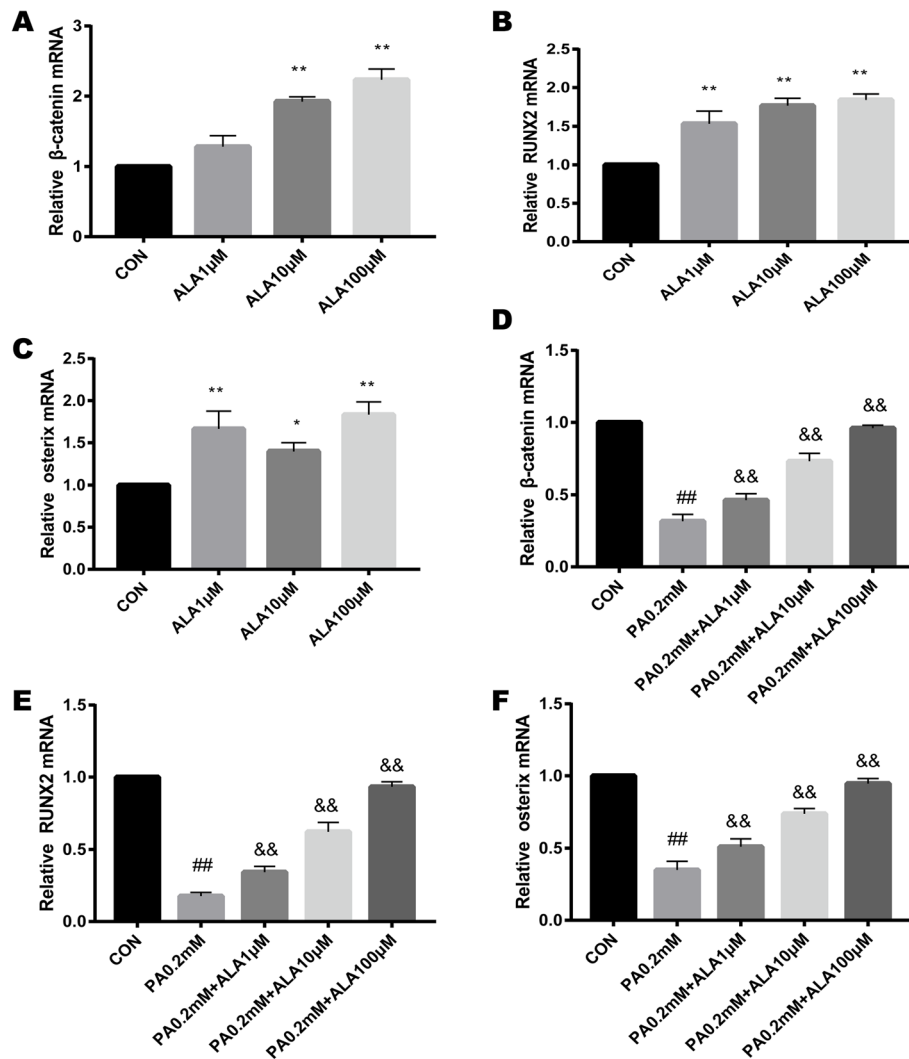 A
Relative β-catenin mRNA
3
2
1
0
**
**
CON
ALA1μM
ALA10μM
ALA100μM
B
Relative RUNX2 mRNA
2.5
2.0
1.5
1.0
0.5
0.0
**
**
**
CON
ALA1μM
ALA10μM
ALA100μM
C
Relative osterix mRNA
2.5
2.0
1.5
1.0
0.5
0.0
**
*
**
CON
ALA1μM
ALA10μM
ALA100μM
D
Relative β-catenin mRNA
1.5
1.0
0.5
0.0
##
&&
&&
&&
CON
PA0.2mM
PA0.2mM+ALA1μM
PA0.2mM+ALA10μM
PA0.2mM+ALA100μM
E
Relative RUNX2 mRNA
1.5
1.0
0.5
0.0
##
&&
&&
&&
CON
PA0.2mM
PA0.2mM+ALA1μM
PA0.2mM+ALA10μM
PA0.2mM+ALA100μM
F
Relative osterix mRNA
1.5
1.0
0.5
0.0
##
&&
&&
&&
CON
PA0.2mM
PA0.2mM+ALA1μM
PA0.2mM+ALA10μM
PA0.2mM+ALA100μM